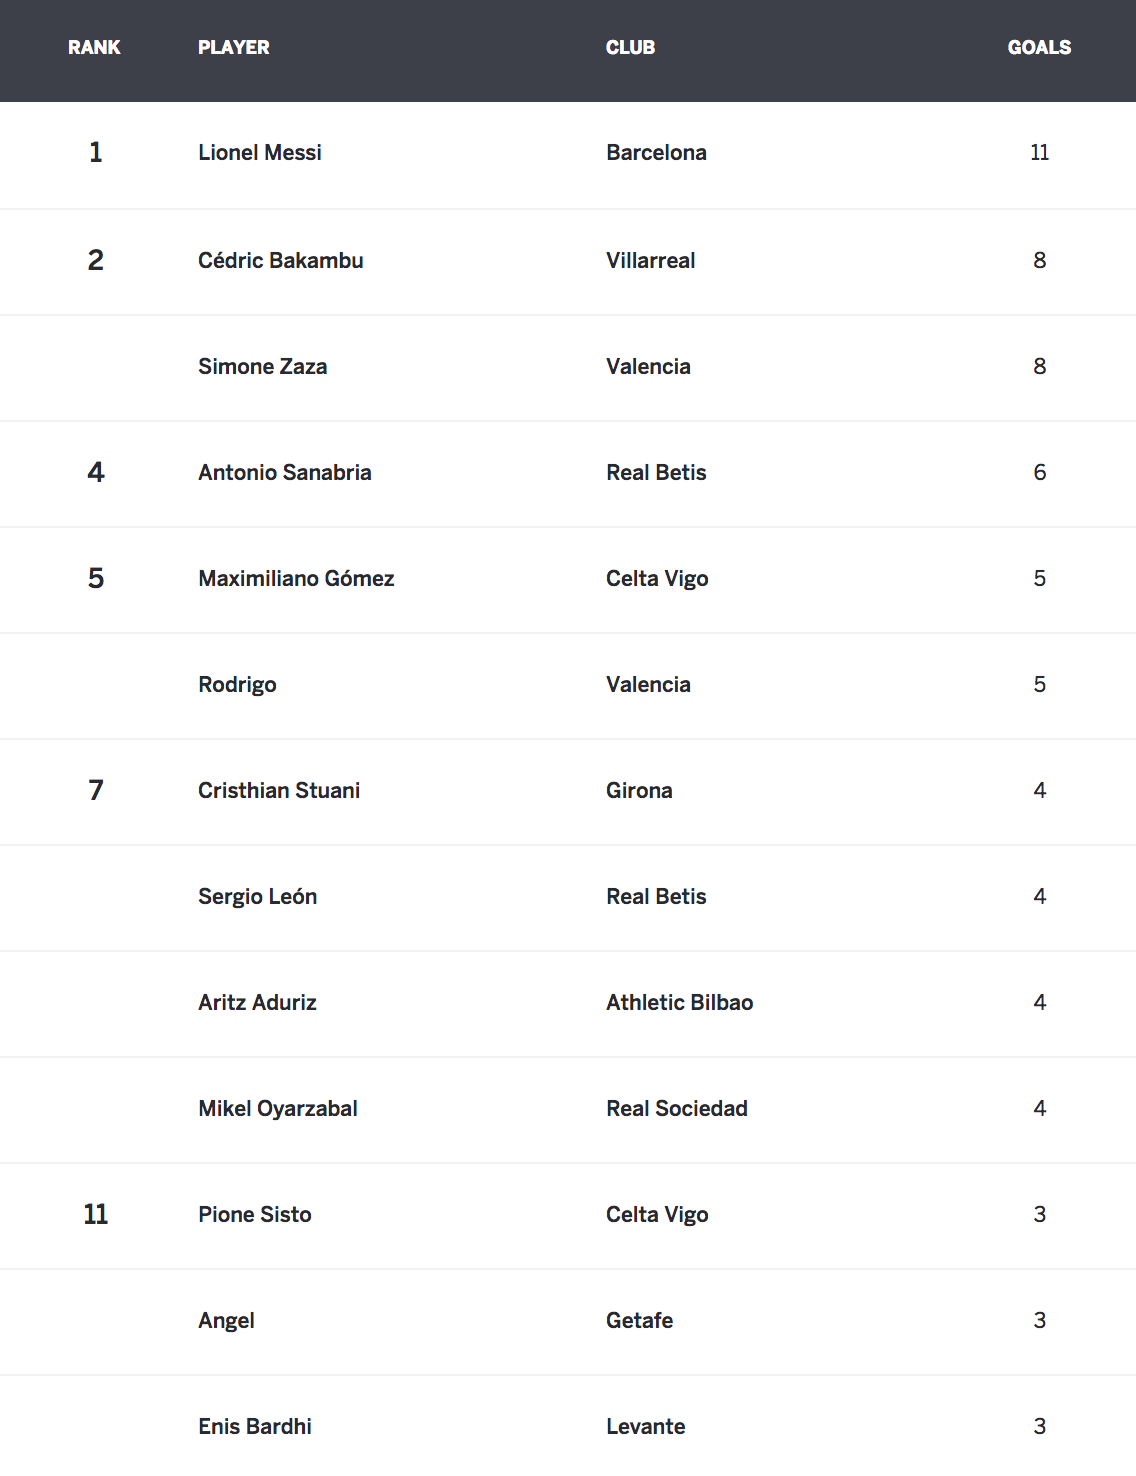 RANK PLAYER CLUB GOALS
1 Lionel Messi Barcelona 11
2 Cédric Bakambu Villarreal 8
Simone Zaza Valencia 8
4 Antonio Sanabria Real Betis 6
5 Maximiliano Gómez Celta Vigo 5
Rodrigo Valencia 5
7 Cristhian Stuani Girona 4
Sergio León Real Betis 4
Aritz Aduriz Athletic Bilbao 4
Mikel Oyarzabal Real Sociedad 4
11 Pione Sisto Celta Vigo 3
Angel Getafe 3
Enis Bardhi Levante 3